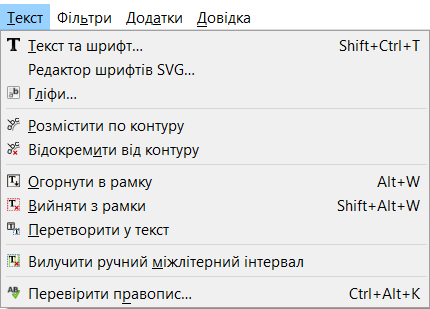 Текст Фільтри Додатки Довідка
Текст та шрифт... Shift+Ctrl+T
Редактор шрифтів SVG...
Гліфи...
Розмістити по контуру
Відокремити від контуру
Огорнути в рамку Alt+W
Вийняти з рамки Shift+Alt+W
Перетворити у текст
Вилучити ручний міжлітерний інтервал
Перевірити правопис... Ctrl+Alt+K